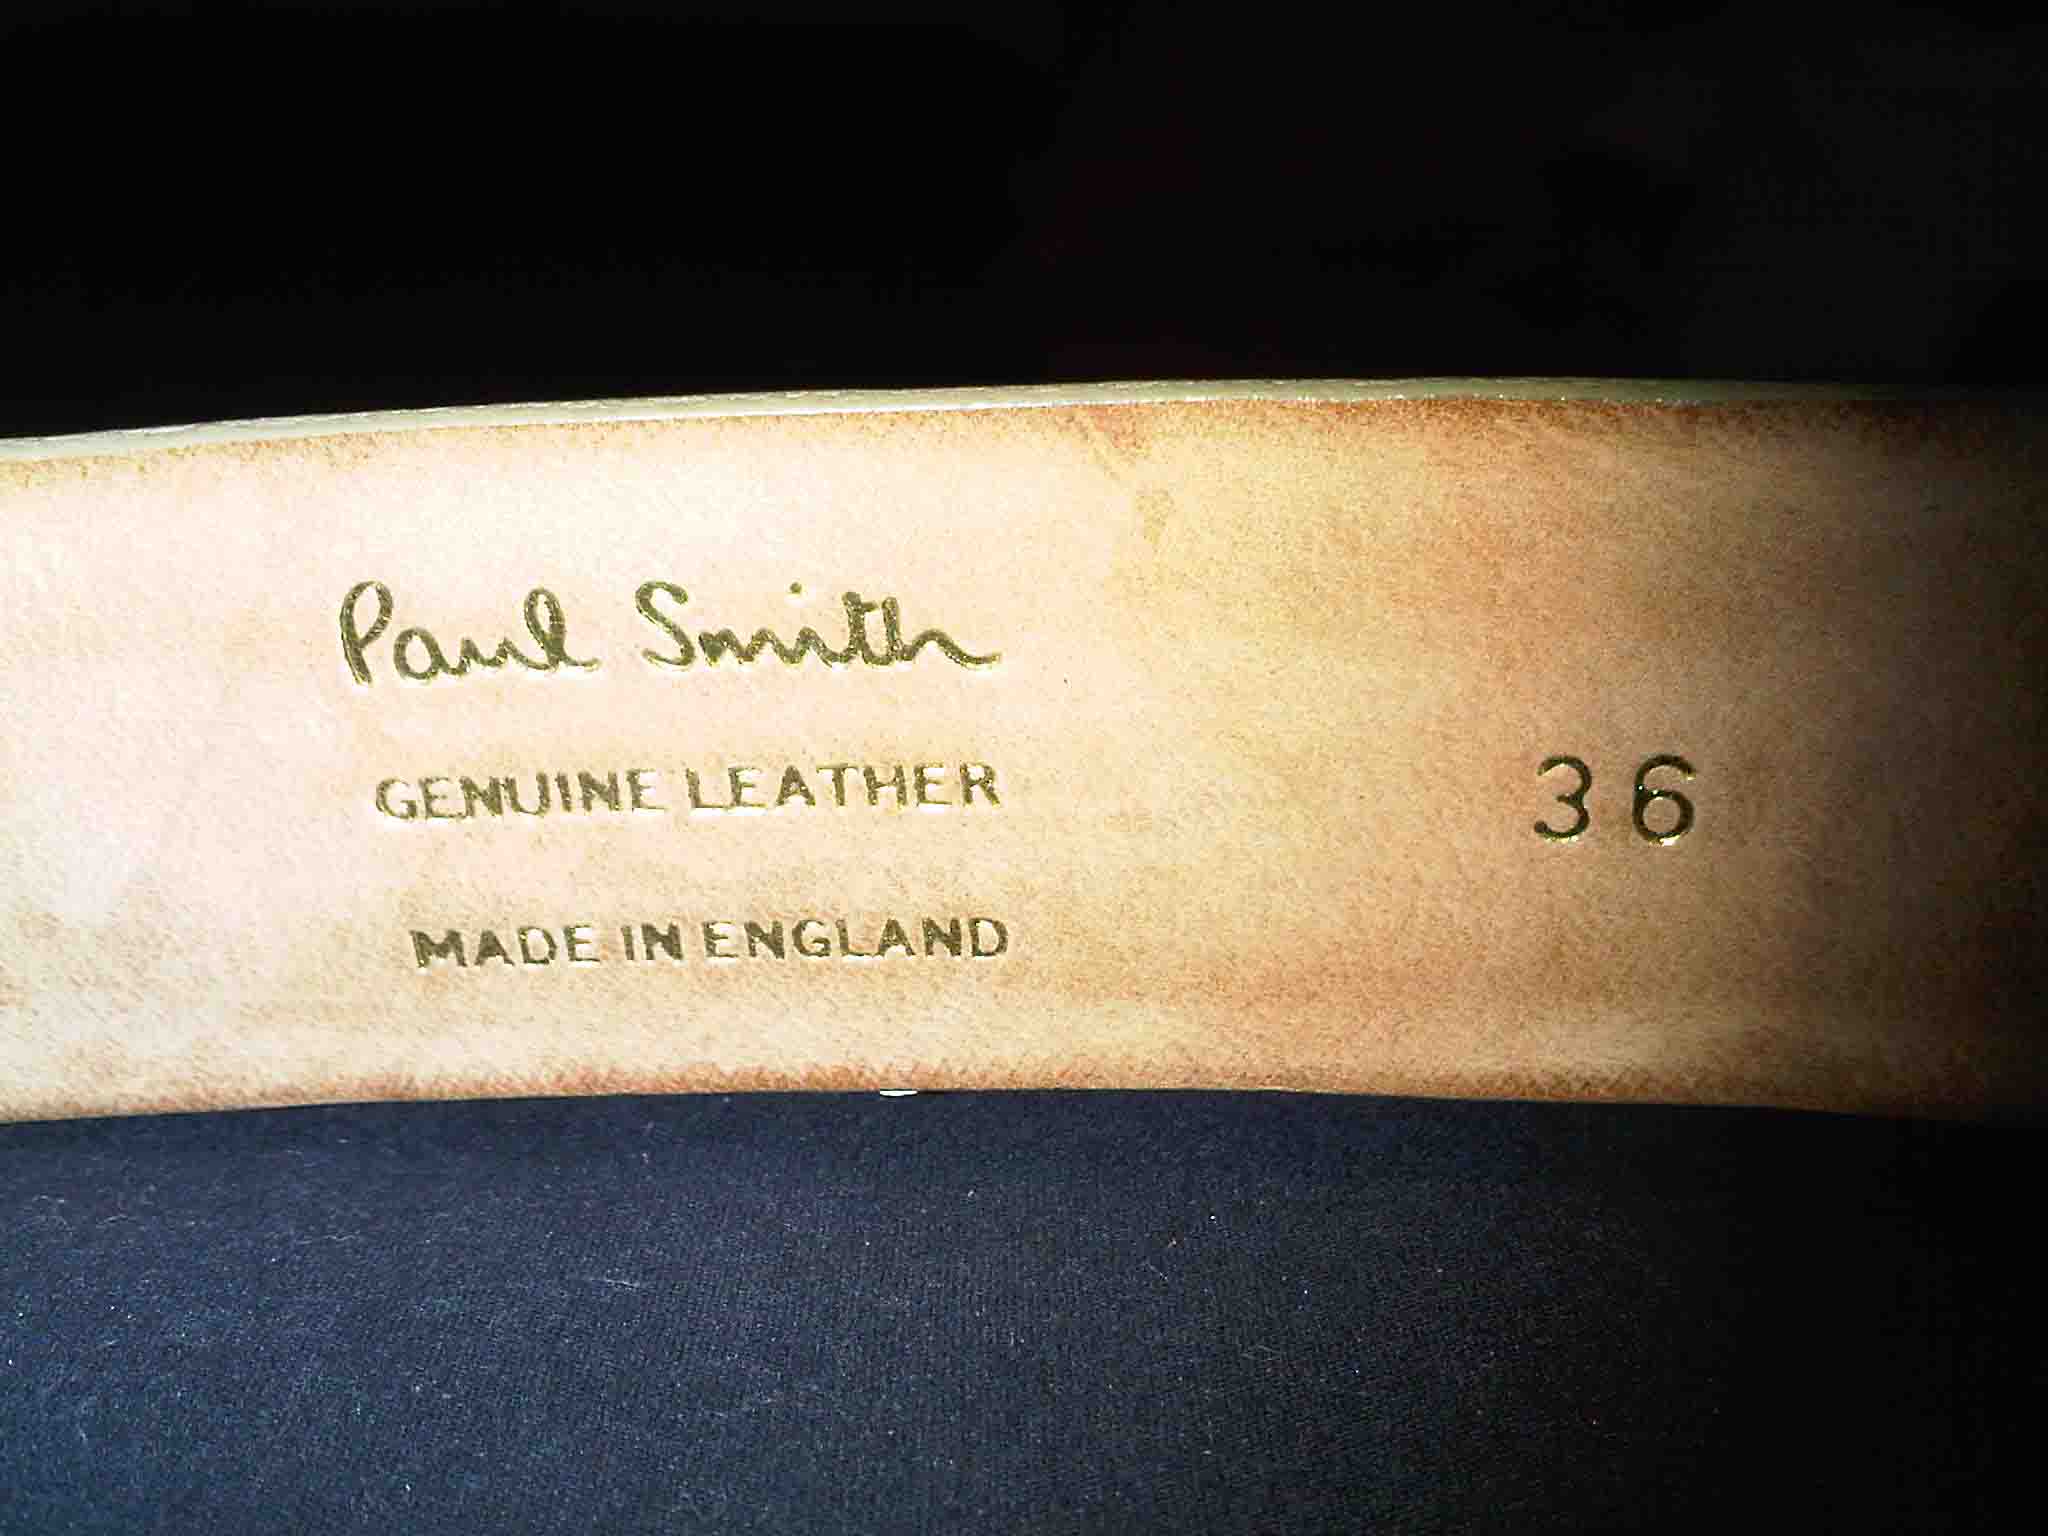 Paul Smith
GENUINE LEATHER
MADE IN ENGLAND
36